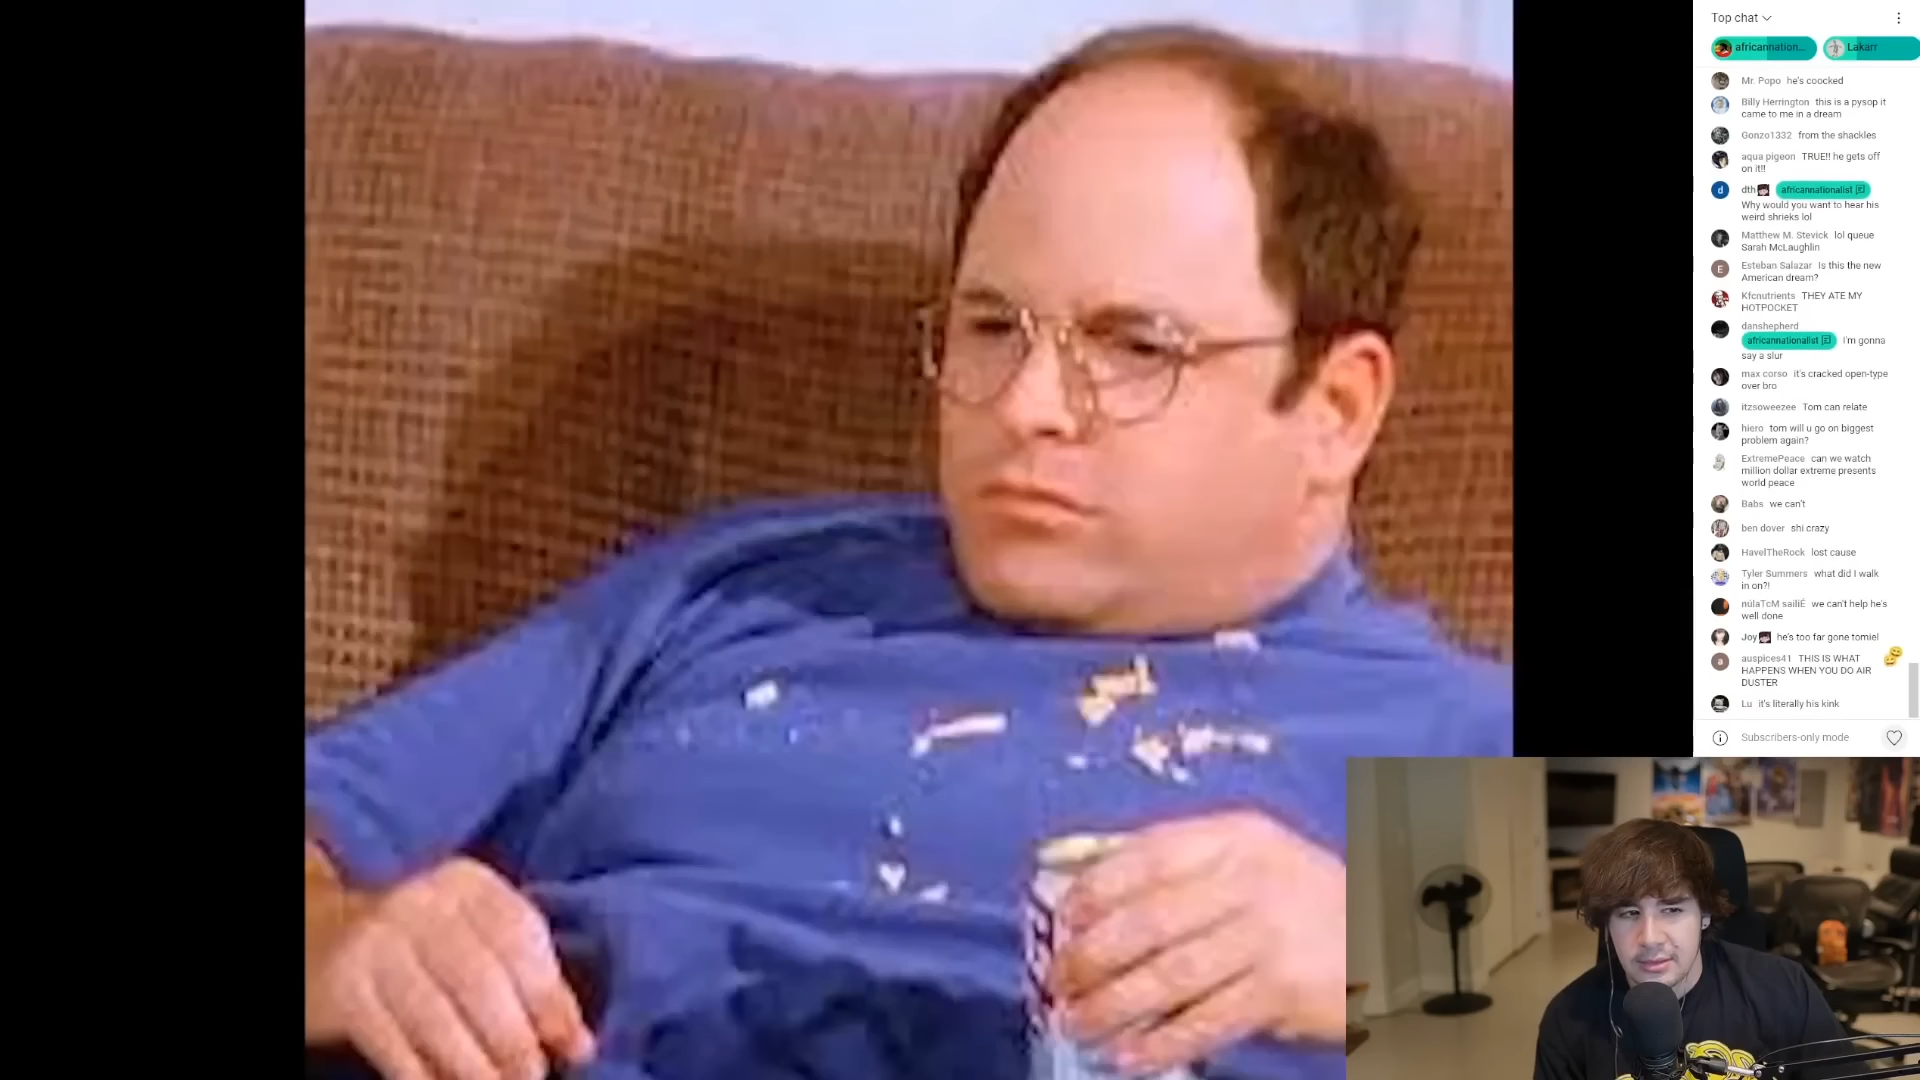 Top chat
africannation...
Lakarr
Mr. Popo he's coocked
Billy Herrington this is a pysop it
came to me in a dream
Gonzo1332 from the shackles
aqua pigeon TRUE!! he gets off
on it!!
d
dth africannationalist
Why would you want to hear his
weird shrieks lol
Matthew M. Stevick lol queue
Sarah McLaughlin
E
Esteban Salazar Is this the new
American dream?
Kfcnutrients THEY ATE MY
HOTPOCKET
danshepherd
africannationalist I'm gonna
say a slur
max corso it's cracked open-type
over bro
itzsoweezee Tom can relate
hiero tom will u go on biggest
problem again?
ExtremePeace can we watch
million dollar extreme presents
world peace
Babs we can't
ben dover shi crazy
HavelTheRock lost cause
Tyler Summers what did I walk
in on?!
núlaTcM sailiÉ we can't help he's
well done
Joy he's too far gone tomiel
a
auspices41 THIS IS WHAT
HAPPENS WHEN YOU DO AIR
DUSTER
Lu it's literally his kink
Subscribers-only mode